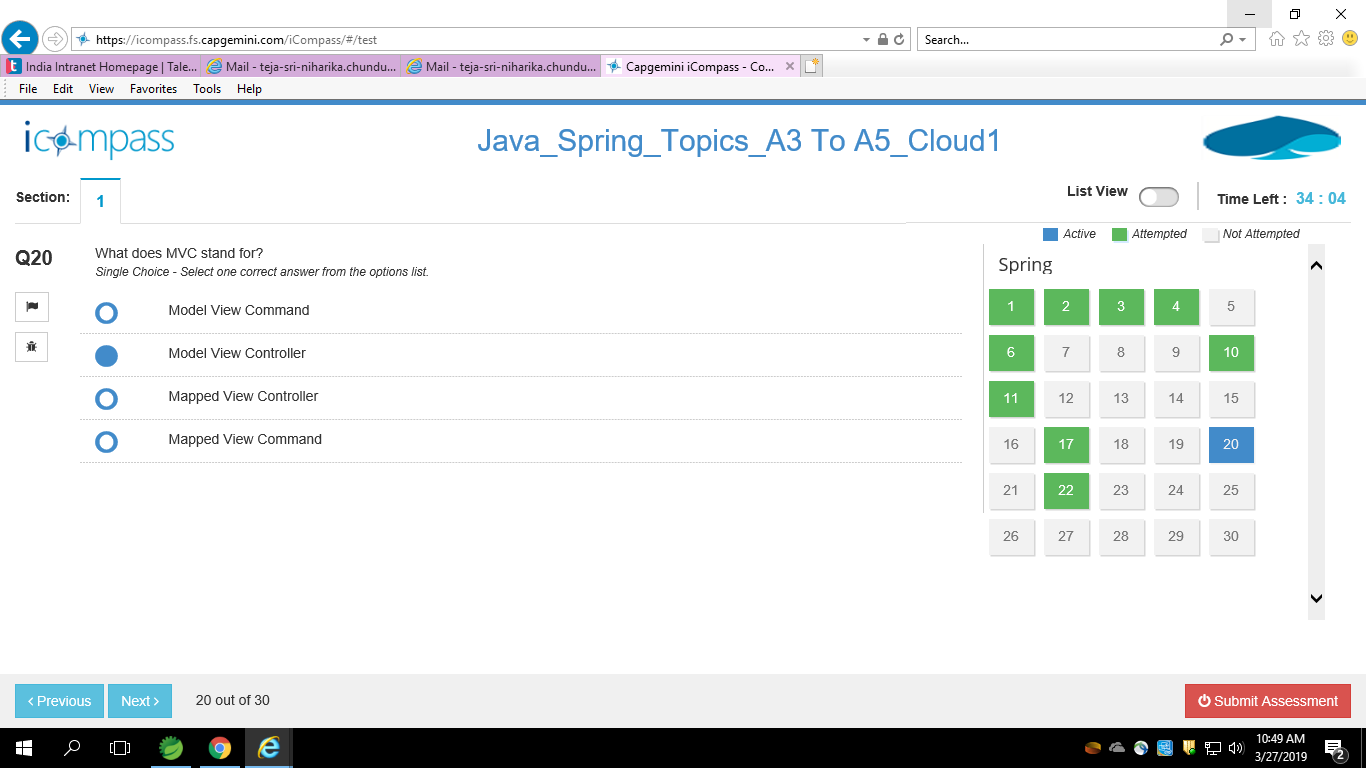 https://icompass.fs.capgemini.com/iCompass/#/test
Search...
India Intranet Homepage | Tale...
Mail - teja-sri-niharika.chundu...
Mail - teja-sri-niharika.chundu...
Capgemini iCompass - Co...
File Edit View Favorites Tools Help
icompass
Java_Spring_Topics_A3 To A5_Cloud1
Section: 1
List View
Time Left : 34 : 04
Active Attempted Not Attempted
Q20
What does MVC stand for?
Single Choice - Select one correct answer from the options list.
Model View Command
Model View Controller
Mapped View Controller
Mapped View Command
Spring
1 2 3 4 5
6 7 8 9 10
11 12 13 14 15
16 17 18 19 20
21 22 23 24 25
26 27 28 29 30
‹ Previous Next › 20 out of 30
Submit Assessment
10:49 AM
3/27/2019
2